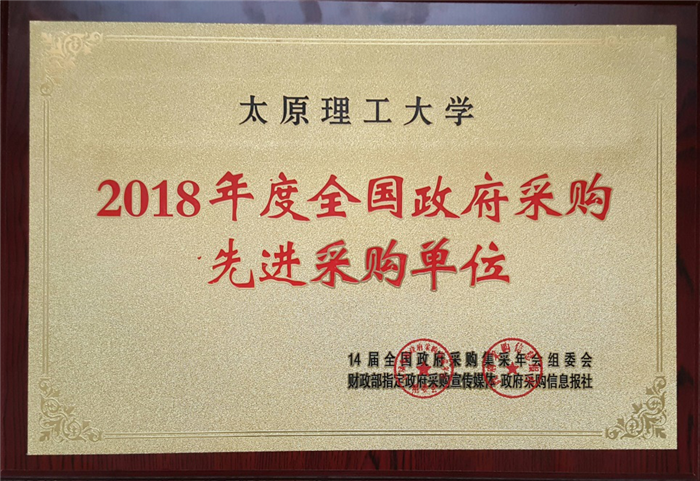 太原理工大学
2018年度全国政府采购
先进采购单位
14届全国政府采购集采年会组委会
财政部指定政府采购宣传媒体 政府采购信息报社